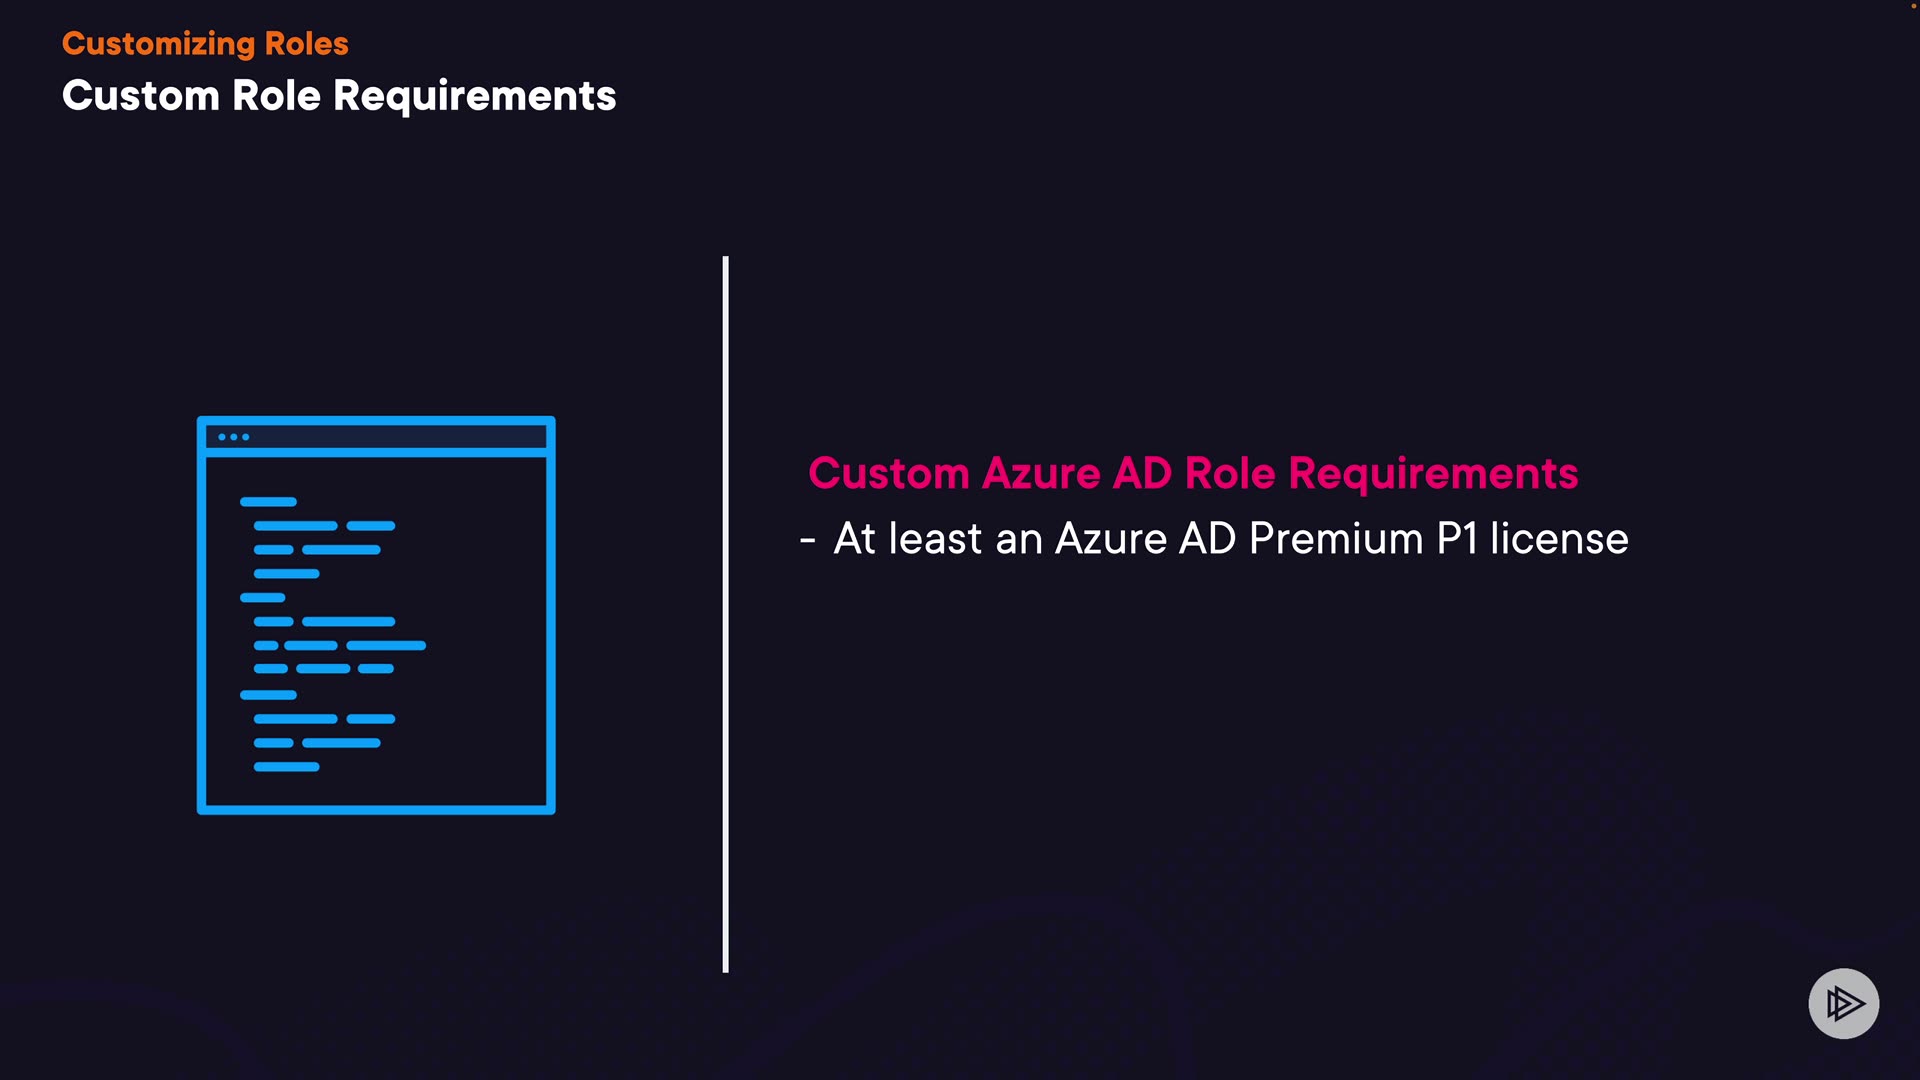 Customizing Roles
Custom Role Requirements
Custom Azure AD Role Requirements
- At least an Azure AD Premium P1 license